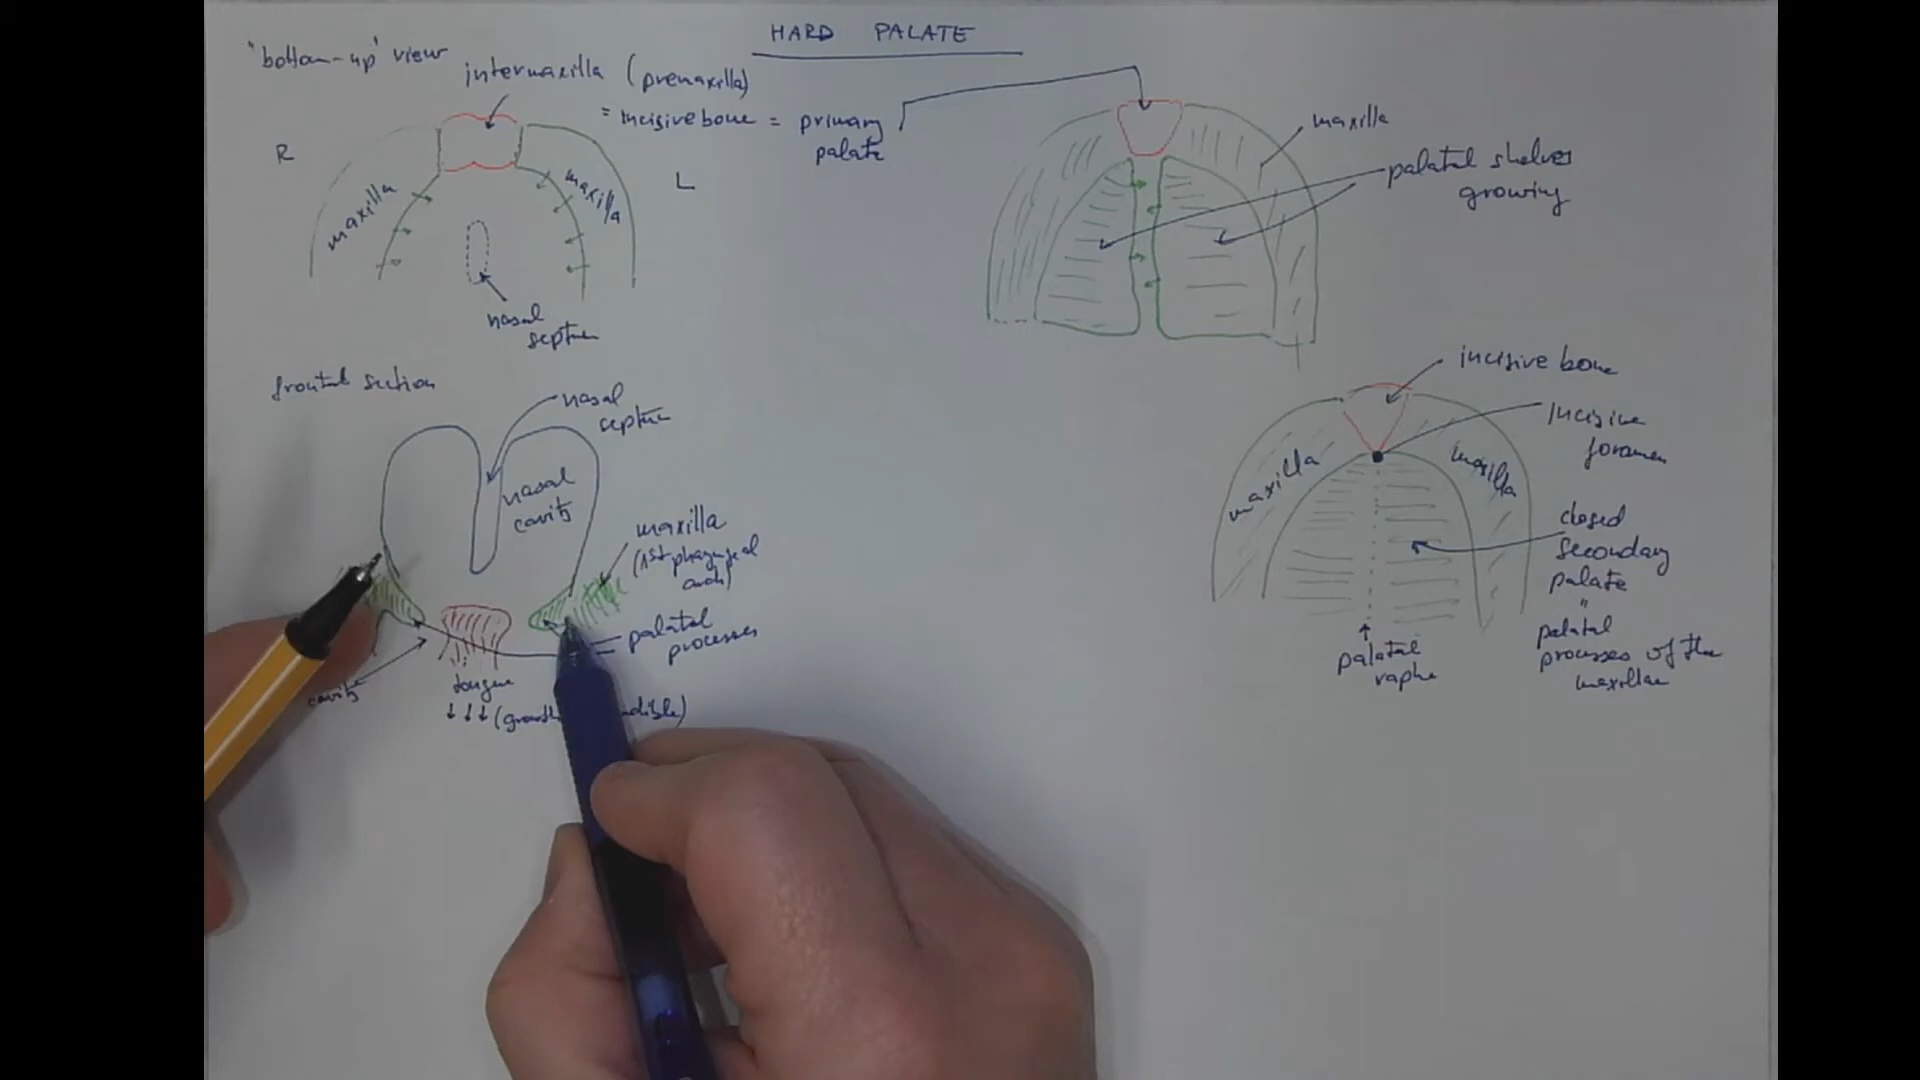 HARD PALATE
"bottom-up" view
intermaxilla (premaxilla)
= incisive bone = primary
palate
R
L
maxilla
maxilla
nasal
septum
maxilla
palatal shelves
growing
frontal section
nasal
septum
nasal
cavity
maxilla
(1st pharyngeal
arch)
palatal
processes
cavity
tongue
↓↓↓ (growth
incisive bone
Incisive
foramen
maxilla
maxilla
closed
secondary
palate
"
palatal
processes of the
maxillae
palatal
raphe